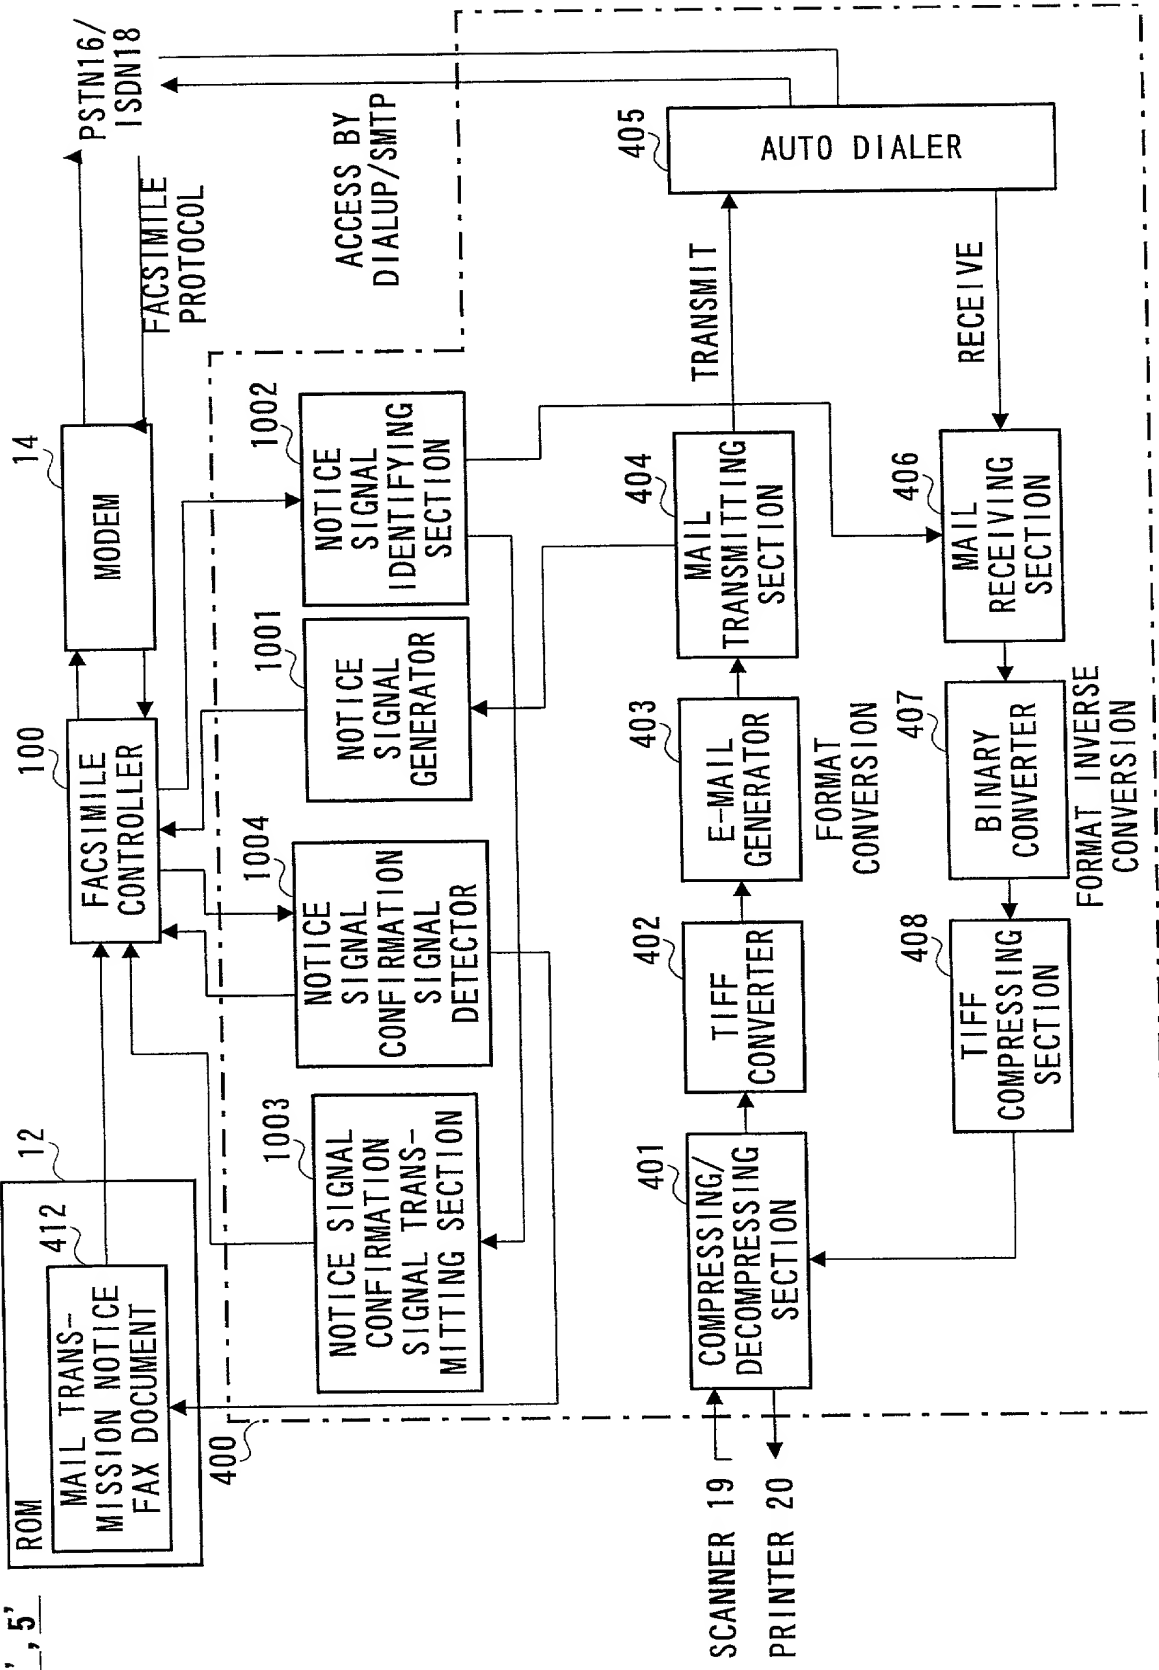 ', 5'
ROM
12
412
MAIL TRANS-
MISSION NOTICE
FAX DOCUMENT
100
FACSIMILE
CONTROLLER
14
MODEM
PSTN16/
ISDN18
FACSIMILE
PROTOCOL
400
1003
NOTICE SIGNAL
CONFIRMATION
SIGNAL TRANS-
MITTING SECTION
1004
NOTICE
SIGNAL
CONFIRMATION
SIGNAL
DETECTOR
1001
NOTICE
SIGNAL
GENERATOR
1002
NOTICE
SIGNAL
IDENTIFYING
SECTION
ACCESS BY
DIALUP/SMTP
SCANNER 19
PRINTER 20
401
COMPRESSING/
DECOMPRESSING
SECTION
402
TIFF
CONVERTER
403
E-MAIL
GENERATOR
FORMAT
CONVERSION
404
MAIL
TRANSMITTING
SECTION
TRANSMIT
405
AUTO DIALER
RECEIVE
406
MAIL
RECEIVING
SECTION
407
BINARY
CONVERTER
FORMAT INVERSE
CONVERSION
408
TIFF
COMPRESSING
SECTION